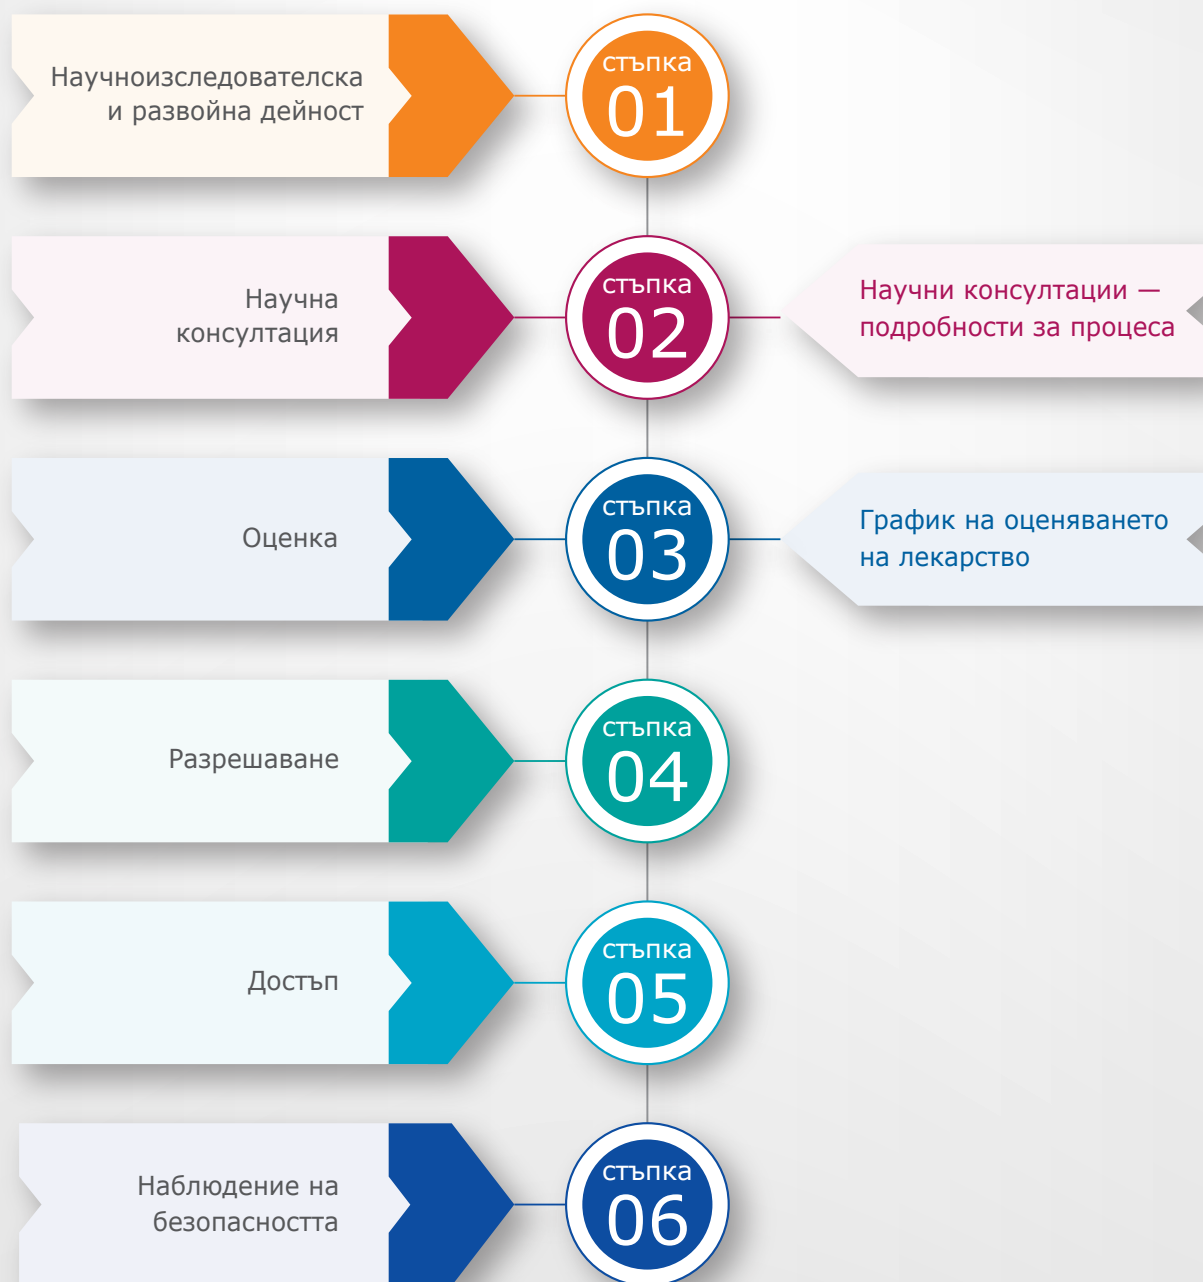 Научноизследователска
и развойна дейност
стъпка
01
Научна
консултация
стъпка
02
Научни консултации —
подробности за процеса
Оценка
стъпка
03
График на оценяването
на лекарство
Разрешаване
стъпка
04
Достъп
стъпка
05
Наблюдение на
безопасността
стъпка
06